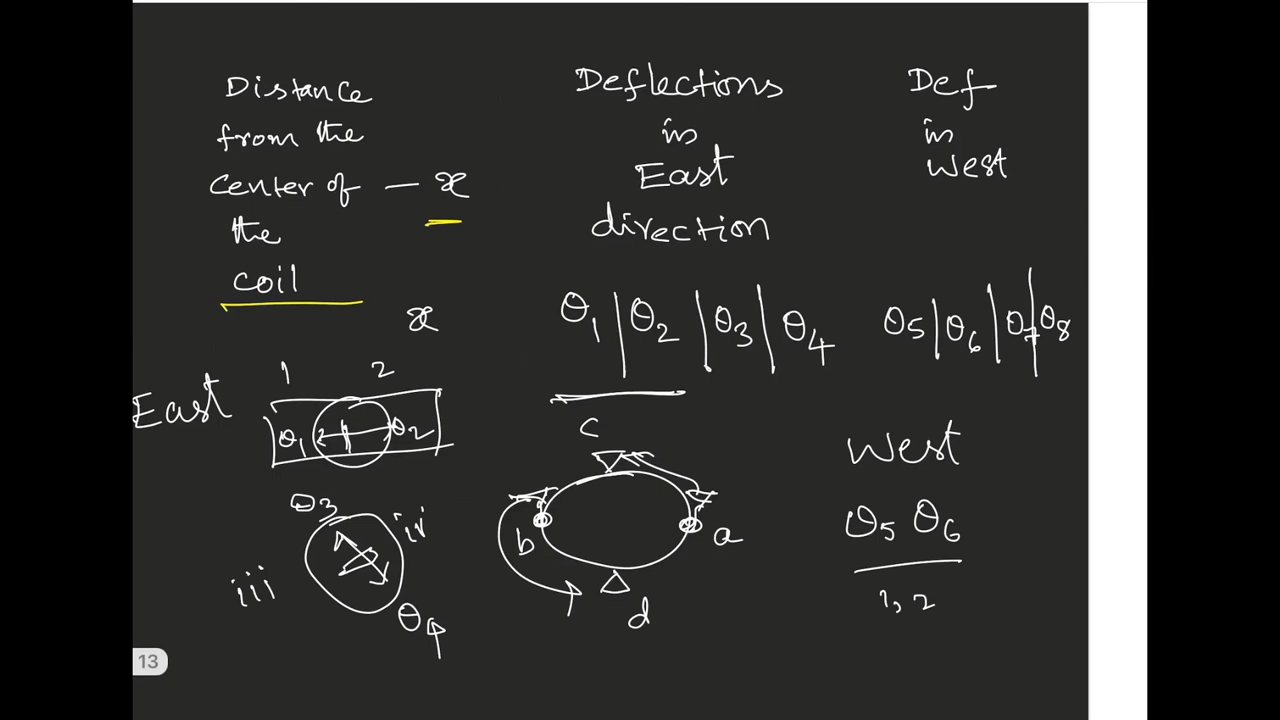 Distance
from the
center of – x
the
coil
Deflections
in
East
direction
Def
in
West
x
θ1 | θ2 | θ3 | θ4
θ5 | θ6 | θ7 | θ8
East
1 2
θ1 θ2
θ3
iv
iii
θ4
c
b
a
d
West
θ5 θ6
1, 2
13